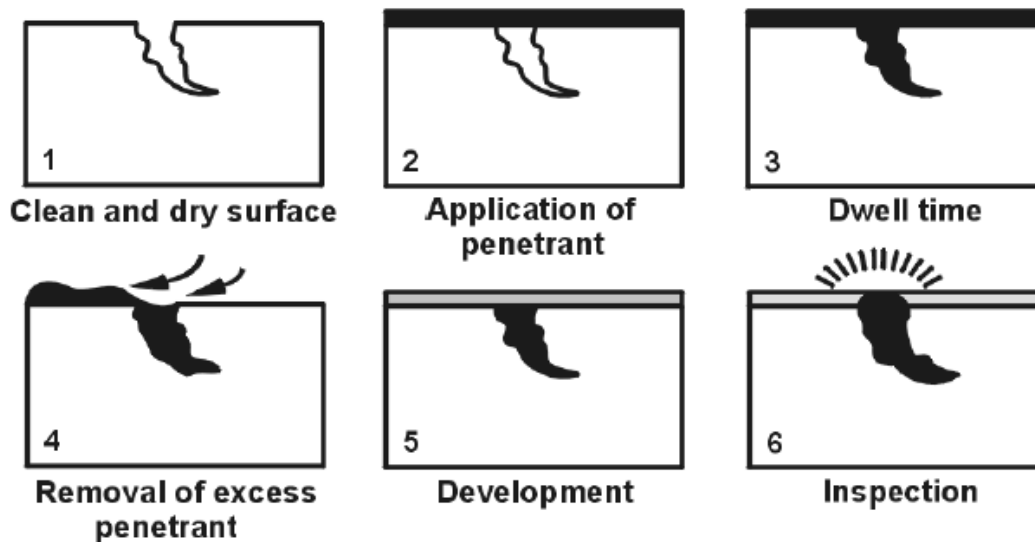 1
Clean and dry surface
2
Application of
penetrant
3
Dwell time
4
Removal of excess
penetrant
5
Development
6
Inspection